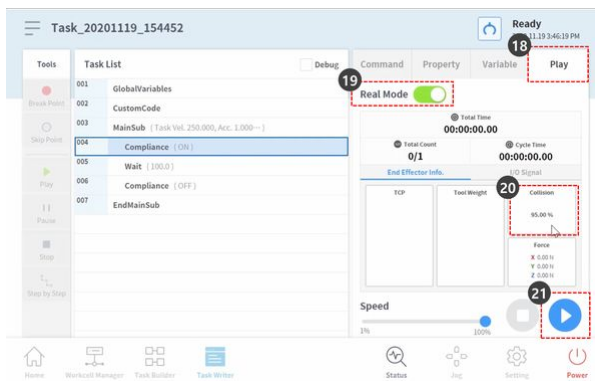 Task_20201119_154452
Ready
11.19 3:46:19 PM
18
Tools
Task List
Debug
Command
Property
Variable
Play
19
Real Mode
Break Point
Skip Point
Play
Pause
Stop
Step by Step
001 GlobalVariables
002 CustomCode
003 MainSub ( Task Vel. 250.000, Acc. 1.000··· )
004 Compliance ( ON )
005 Wait ( 100.0 )
006 Compliance ( OFF )
007 EndMainSub
Total Time
00:00:00.00
Total Count
Cycle Time
0/1
00:00:00.00
End Effector Info.
I/O Signal
20
TCP
Tool Weight
Collision
95.00 %
Force
X 0.00 N
Y 0.00 N
Z 0.00 N
21
Speed
1%
100%
Home
Workcell Manager
Task Builder
Task Writer
Status
Jog
Setting
Power